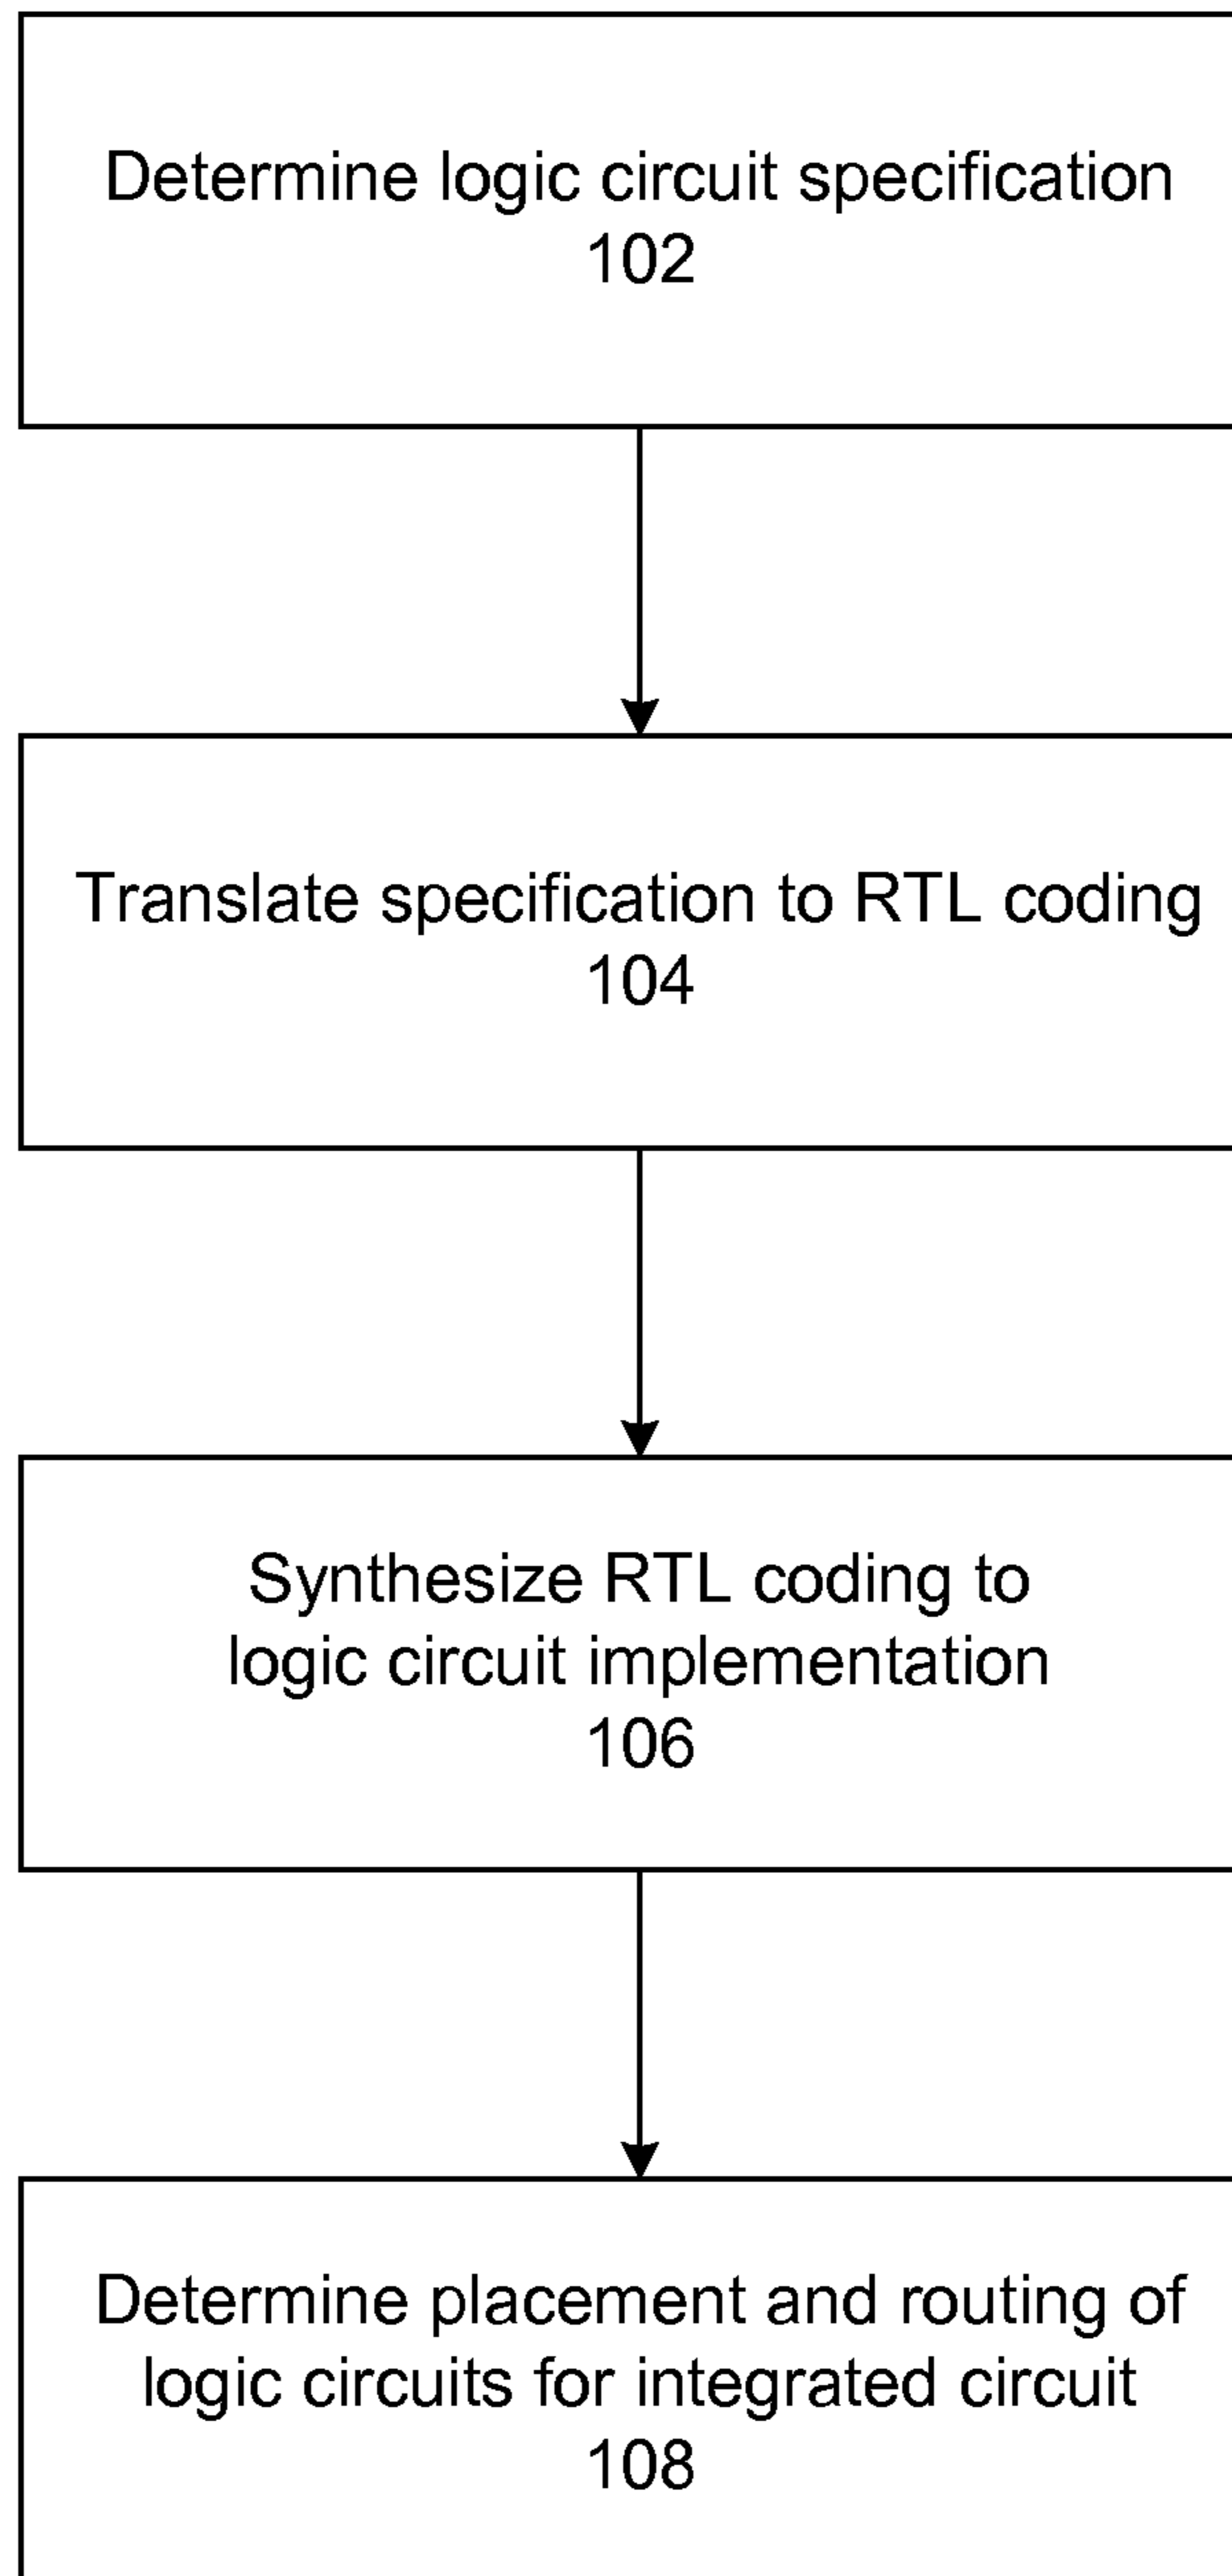 Determine logic circuit specification
102
Translate specification to RTL coding
104
Synthesize RTL coding to
logic circuit implementation
106
Determine placement and routing of
logic circuits for integrated circuit
108